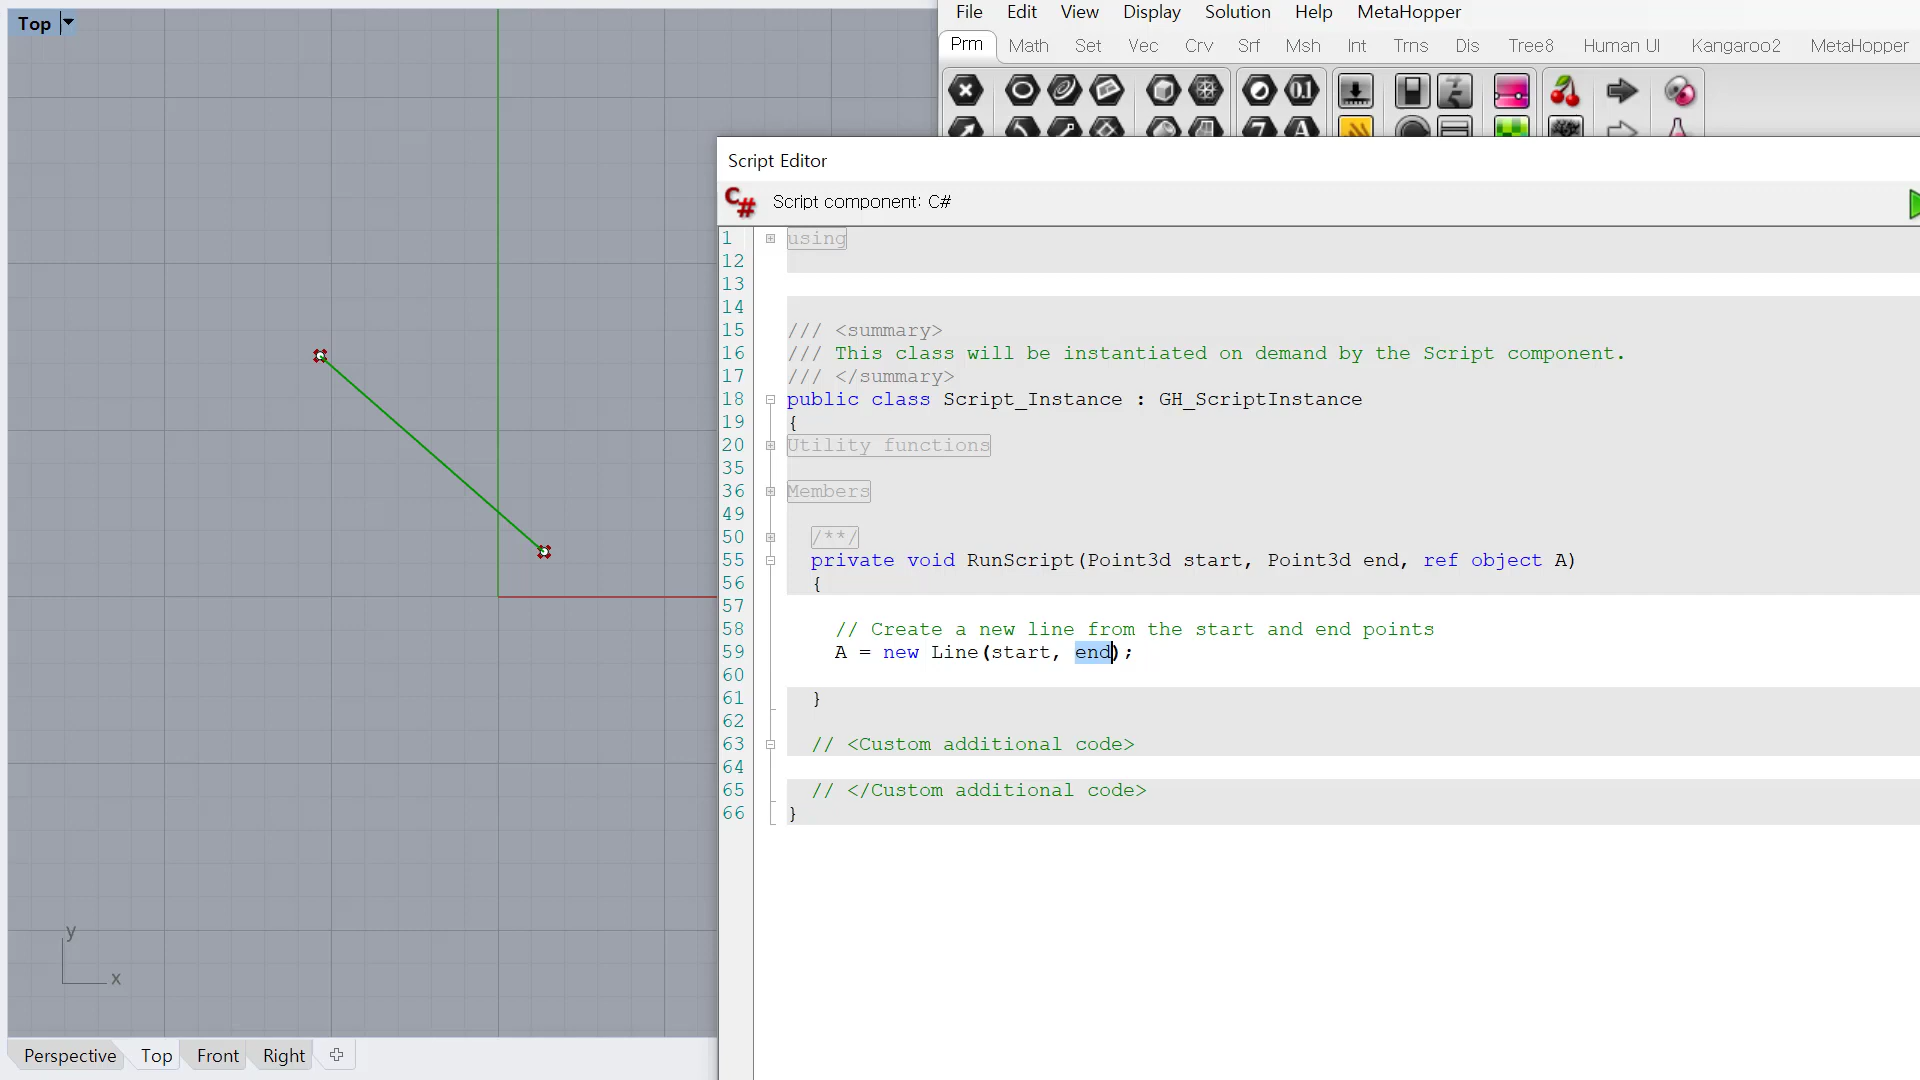 Top
File Edit View Display Solution Help MetaHopper
Prm Math Set Vec Crv Srf Msh Int Trns Dis Tree8 Human UI Kangaroo2 MetaHopper
0.1
7 A
Script Editor
C# Script component: C#
1 using
12
13
14
15 /// <summary>
16 /// This class will be instantiated on demand by the Script component.
17 /// </summary>
18 public class Script_Instance : GH_ScriptInstance
19 {
20 Utility functions
35
36 Members
49
50 /**/
55 private void RunScript(Point3d start, Point3d end, ref object A)
56 {
57
58 // Create a new line from the start and end points
59 A = new Line(start, end);
60
61 }
62
63 // <Custom additional code>
64
65 // </Custom additional code>
66 }
y
x
Perspective Top Front Right